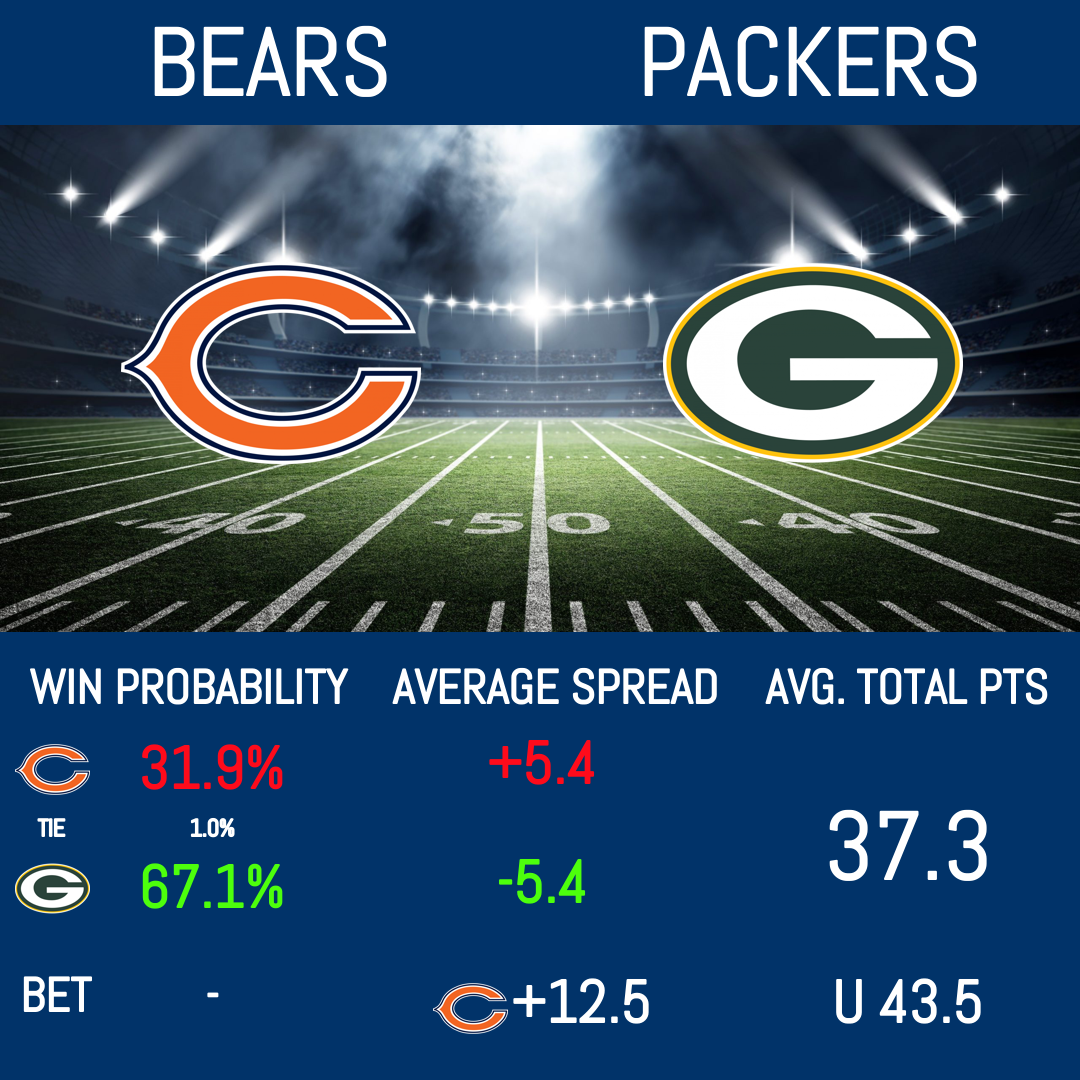 BEARS PACKERS
40 50 40
WIN PROBABILITY AVERAGE SPREAD AVG. TOTAL PTS
31.9% +5.4
TIE 1.0%
37.3
G 67.1% -5.4
BET - C +12.5 U 43.5